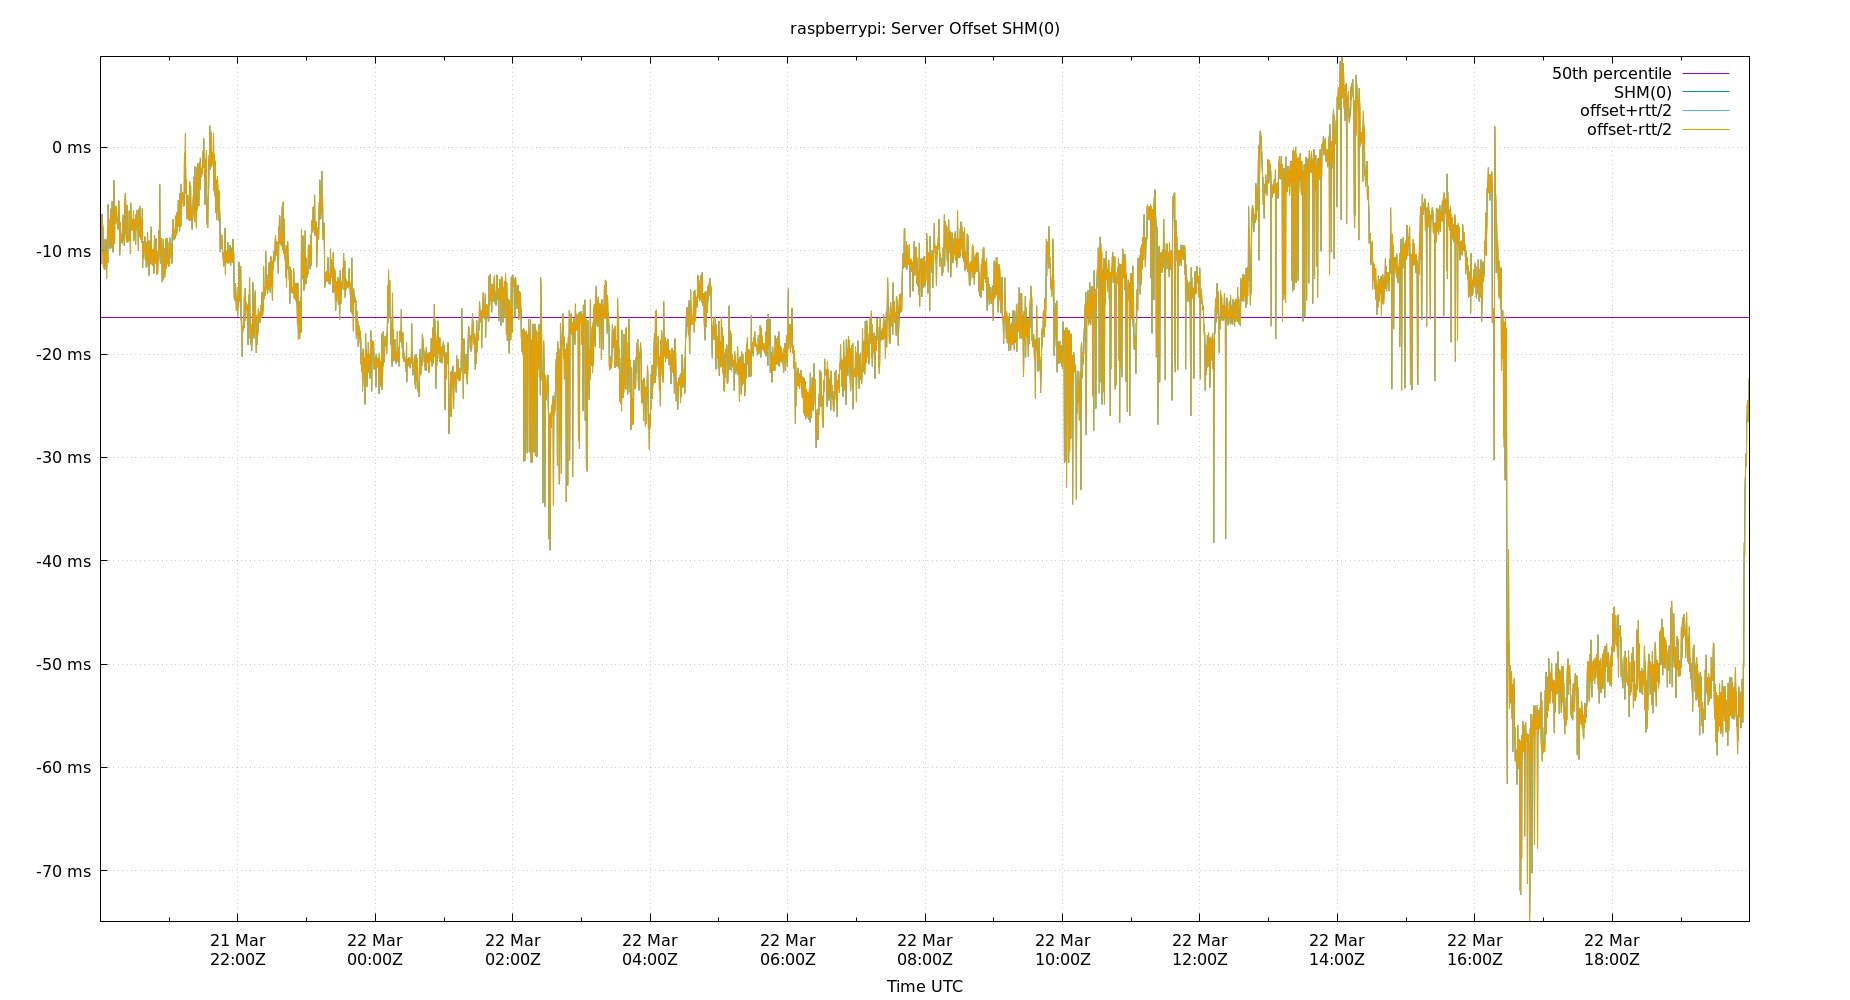 raspberrypi: Server Offset SHM(0)
50th percentile
SHM(0)
offset+rtt/2
offset-rtt/2
0 ms
-10 ms
-20 ms
-30 ms
-40 ms
-50 ms
-60 ms
-70 ms
21 Mar 22 Mar 22 Mar 22 Mar 22 Mar 22 Mar 22 Mar 22 Mar 22 Mar 22 Mar 22 Mar
22:00Z 00:00Z 02:00Z 04:00Z 06:00Z 08:00Z 10:00Z 12:00Z 14:00Z 16:00Z 18:00Z
Time UTC